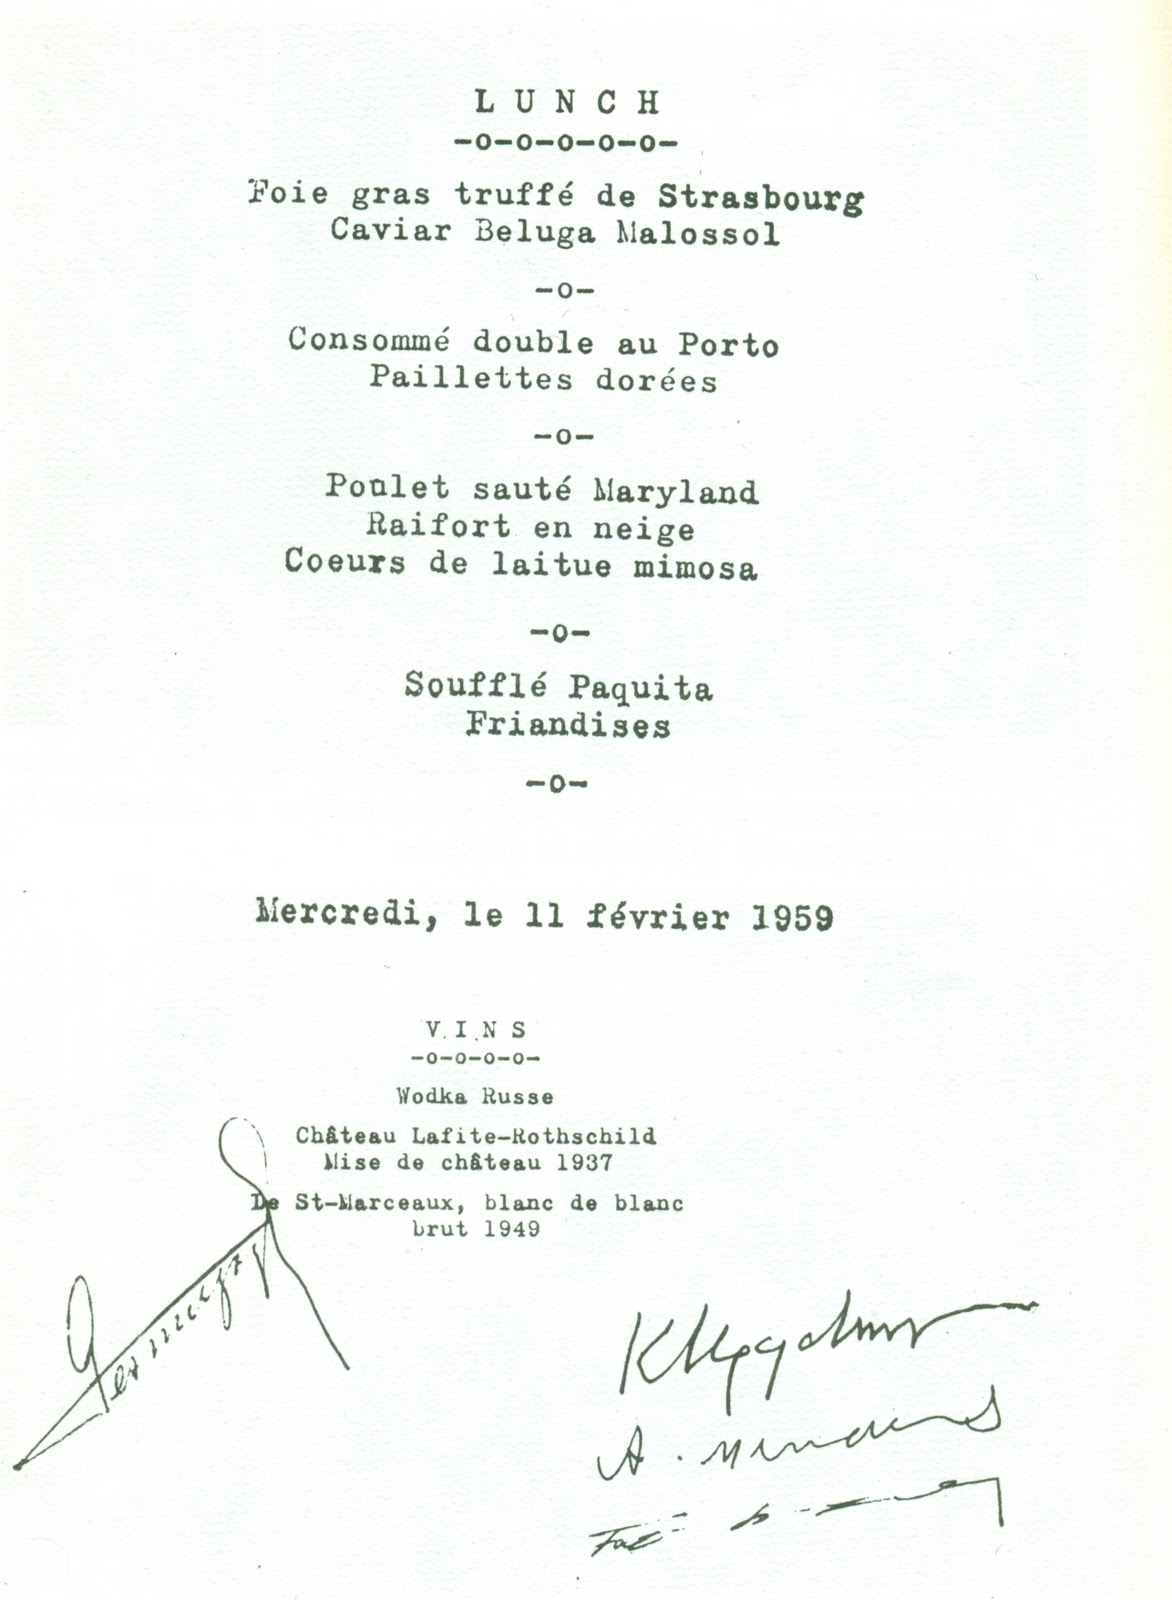 L U N C H
-o-o-o-o-o-
Foie gras truffé de Strasbourg
Caviar Beluga Malossol
-o-
Consommé double au Porto
Paillettes dorées
-o-
Poulet sauté Maryland
Raifort en neige
Coeurs de laitue mimosa
-o-
Soufflé Paquita
Friandises
-o-
Mercredi, le 11 février 1959
V I N S
-o-o-o-o-
Wodka Russe
Château Lafite-Rothschild
Mise de château 1937
De St-Marceaux, blanc de blanc
brut 1949
A.